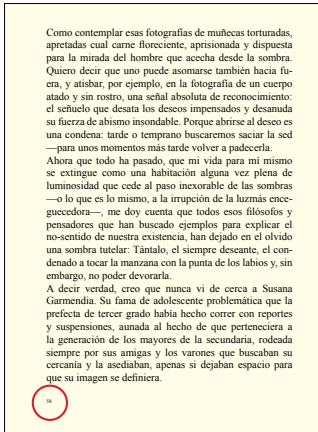 Como contemplar esas fotografías de muñecas torturadas,
apretadas cual carne floreciente, aprisionada y dispuesta
para la mirada del hombre que acecha desde la sombra.
Quiero decir que uno puede asomarse también hacia fu-
era, y atisbar, por ejemplo, en la fotografía de un cuerpo
atado y sin rostro, una señal absoluta de reconocimiento:
el señuelo que desata los deseos impensados y desanuda
su fuerza de abismo insondable. Porque abrirse al deseo es
una condena: tarde o temprano buscaremos saciar la sed
—para unos momentos más tarde volver a padecerla.
Ahora que todo ha pasado, que mi vida para mí mismo
se extingue como una habitación alguna vez plena de
luminosidad que cede al paso inexorable de las sombras
—o lo que es lo mismo, a la irrupción de la luzmás ence-
guecedora—, me doy cuenta que todos esos filósofos y
pensadores que han buscado ejemplos para explicar el
no-sentido de nuestra existencia, han dejado en el olvido
una sombra tutelar: Tántalo, el siempre deseante, el con-
denado a tocar la manzana con la punta de los labios y, sin
embargo, no poder devorarla.
A decir verdad, creo que nunca vi de cerca a Susana
Garmendia. Su fama de adolescente problemática que la
prefecta de tercer grado había hecho correr con reportes
y suspensiones, aunada al hecho de que perteneciera a
la generación de los mayores de la secundaria, rodeada
siempre por sus amigas y los varones que buscaban su
cercanía y la asediaban, apenas si dejaban espacio para
que su imagen se definiera.
58